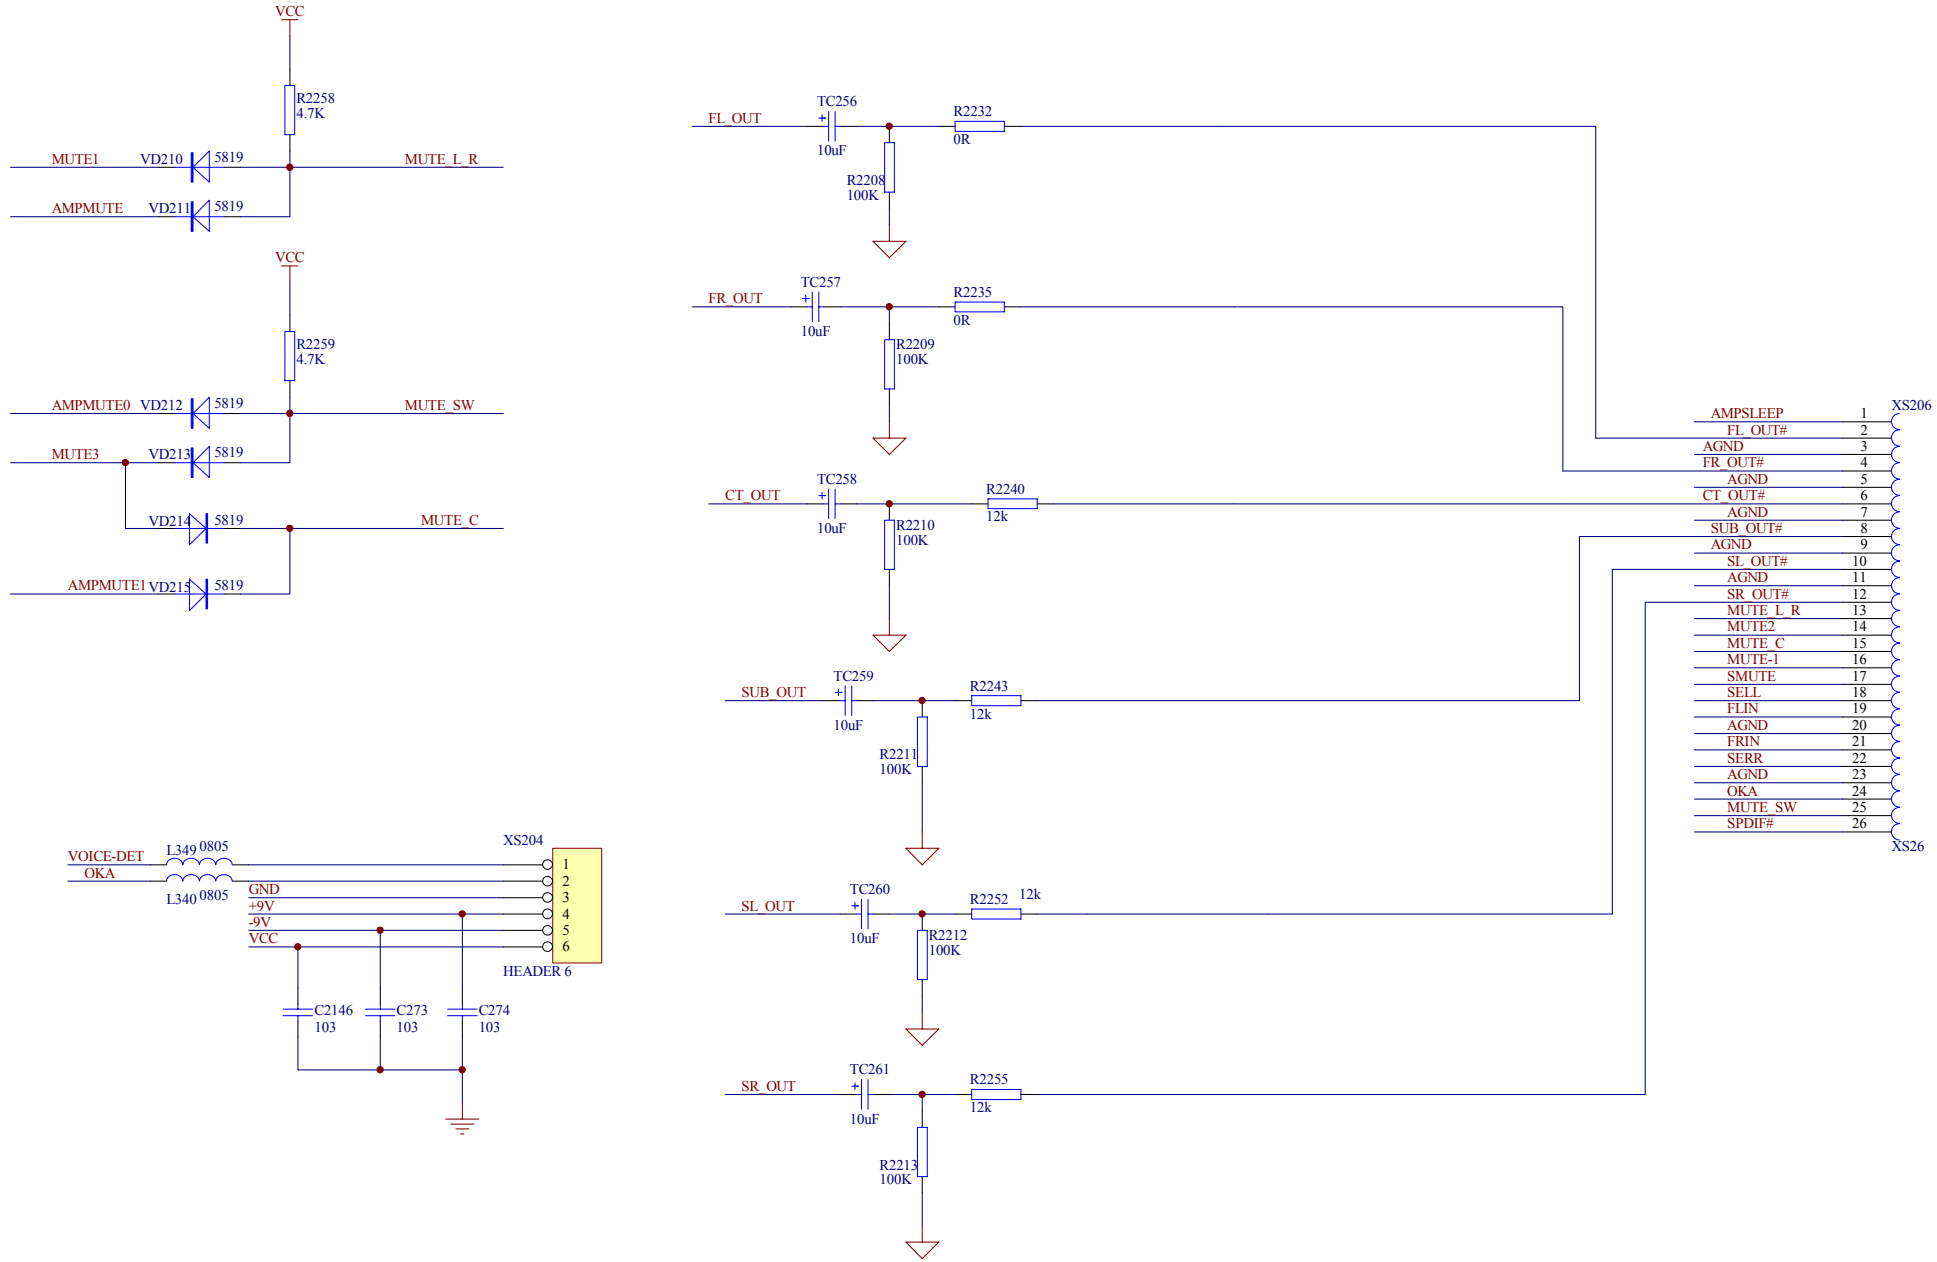 VCC
R2258
4.7K
MUTE1 VD210 5819 MUTE_L_R
AMPMUTE VD211 5819
VCC
R2259
4.7K
AMPMUTE0 VD212 5819 MUTE_SW
MUTE3 VD213 5819
VD214 5819 MUTE_C
AMPMUTE1 VD215 5819
XS204
VOICE-DET L349 0805 1
OKA L340 0805 2
GND 3
+9V 4
-9V 5
VCC 6
HEADER 6
C2146 C273 C274
103 103 103
TC256
FL_OUT + R2232
10uF 0R
R2208
100K
TC257
FR_OUT + R2235
10uF 0R
R2209
100K
TC258
CT_OUT + R2240
10uF 12k
R2210
100K
TC259
SUB_OUT + R2243
10uF 12k
R2211
100K
TC260
SL_OUT + R2252 12k
10uF
R2212
100K
TC261
SR_OUT + R2255
10uF 12k
R2213
100K
XS206
AMPSLEEP 1
FL_OUT# 2
AGND 3
FR_OUT# 4
AGND 5
CT_OUT# 6
AGND 7
SUB_OUT# 8
AGND 9
SL_OUT# 10
AGND 11
SR_OUT# 12
MUTE_L_R 13
MUTE2 14
MUTE_C 15
MUTE-1 16
SMUTE 17
SELL 18
FLIN 19
AGND 20
FRIN 21
SERR 22
AGND 23
OKA 24
MUTE_SW 25
SPDIF# 26
XS26